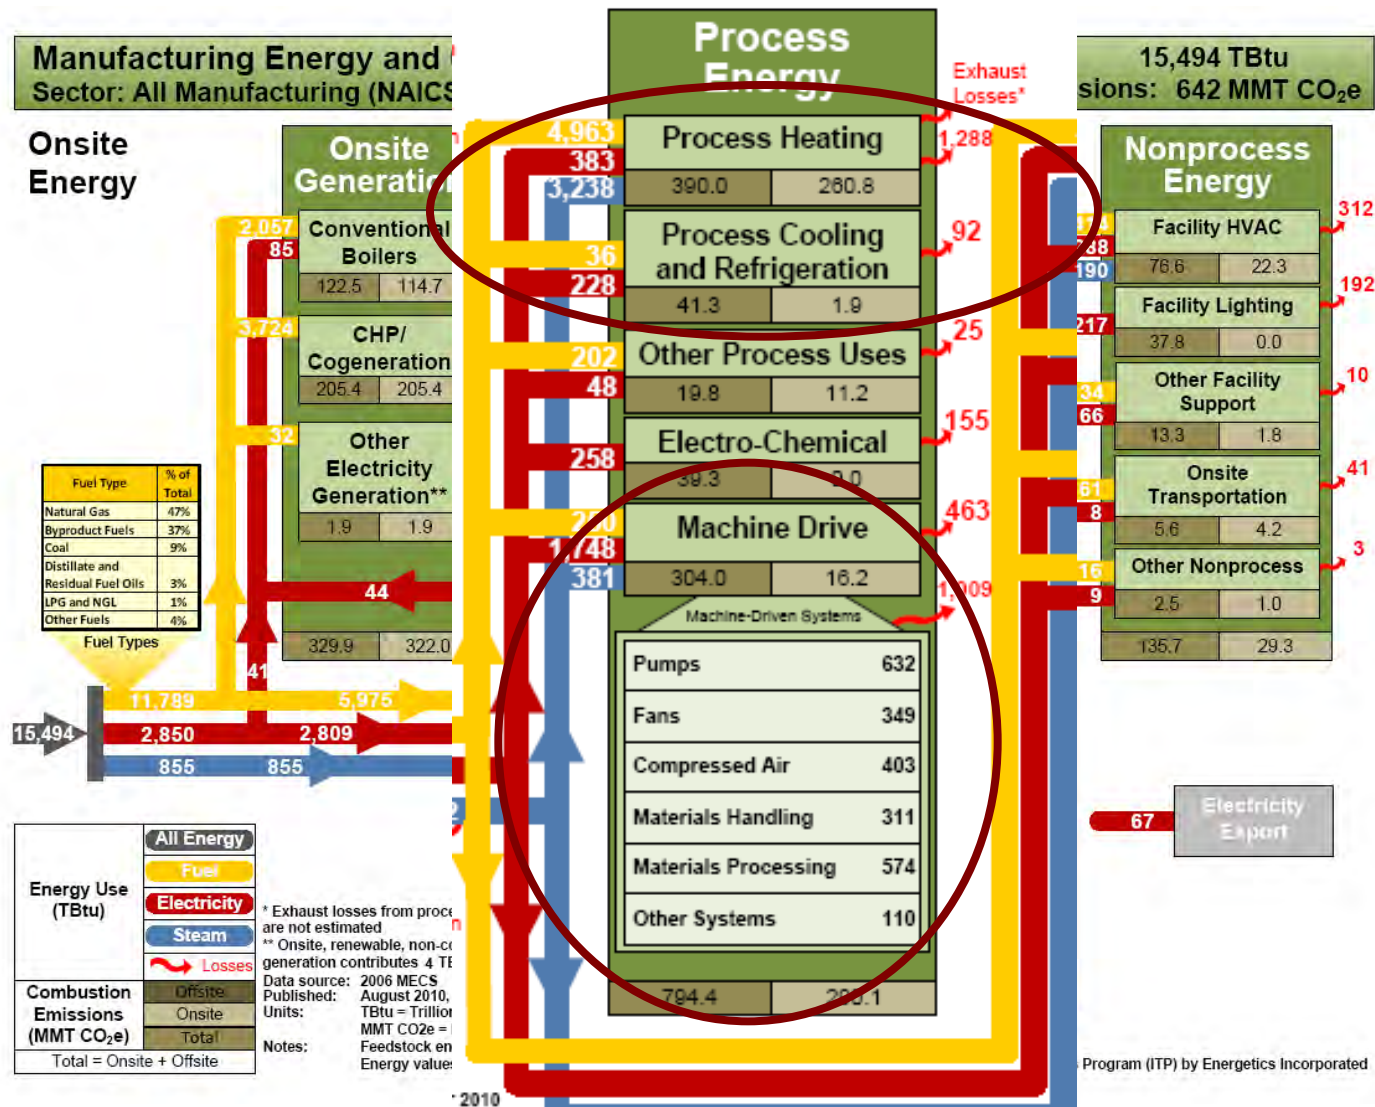 Manufacturing Energy and
Sector: All Manufacturing (NAICS
15,494 TBtu
sions: 642 MMT CO₂e
Onsite
Energy
Onsite
Generation
2,057
85
Conventional
Boilers
122.5 114.7
3,724
CHP/
Cogeneration
205.4 205.4
32
Other
Electricity
Generation**
1.9 1.9
44
329.9 322.0
Fuel Type % of Total
Natural Gas 47%
Byproduct Fuels 37%
Coal 9%
Distillate and
Residual Fuel Oils 3%
LPG and NGL 1%
Other Fuels 4%
Fuel Types
41
11,789 5,975
15,494
2,850 2,809
855 855
Process
Energy
Exhaust
Losses*
4,963
383
3,238
Process Heating
390.0 260.8
1,288
36
228
Process Cooling
and Refrigeration
41.3 1.9
92
202
48
Other Process Uses
19.8 11.2
25
258
Electro-Chemical
39.3 0.0
155
Machine Drive
1,748
381
304.0 16.2
463
Machine-Driven Systems
1,009
Pumps 632
Fans 349
Compressed Air 403
Materials Handling 311
Materials Processing 574
Other Systems 110
794.4
Nonprocess
Energy
190
Facility HVAC
76.6 22.3
312
217
Facility Lighting
37.8 0.0
192
34
66
Other Facility
Support
13.3 1.8
10
61
8
Onsite
Transportation
5.6 4.2
41
16
9
Other Nonprocess
2.5 1.0
3
135.7 29.3
67
Electricity
Export
Energy Use
(TBtu)
All Energy
Fuel
Electricity
Steam
Losses
Combustion
Emissions
(MMT CO₂e)
Offsite
Onsite
Total
Total = Onsite + Offsite
* Exhaust losses from proce
are not estimated
** Onsite, renewable, non-co
generation contributes 4 TB
Data source: 2006 MECS
Published: August 2010,
Units: TBtu = Trillion
MMT CO2e =
Notes: Feedstock en
Energy values
Program (ITP) by Energetics Incorporated
2010